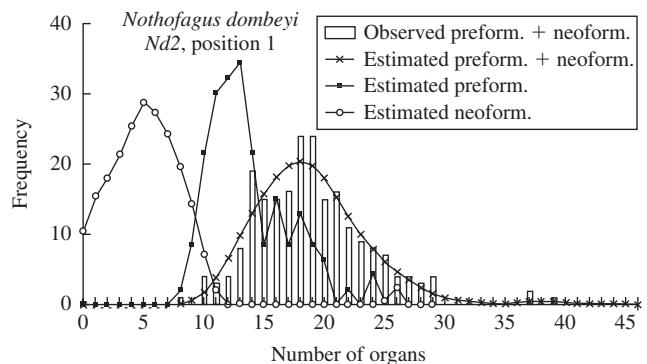 Nothofagus dombeyi
Nd2, position 1
Observed preform. + neoform.
Estimated preform. + neoform.
Estimated preform.
Estimated neoform.
Frequency
40
30
20
10
0
0 5 10 15 20 25 30 35 40 45
Number of organs